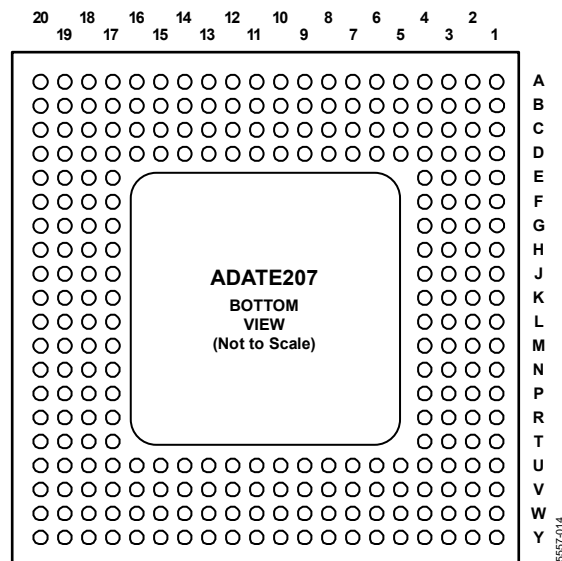 20 18 16 14 12 10 8 6 4 2
19 17 15 13 11 9 7 5 3 1
A
B
C
D
E
F
G
H
J
K
L
M
N
P
R
T
U
V
W
Y
ADATE207
BOTTOM
VIEW
(Not to Scale)
5557-014